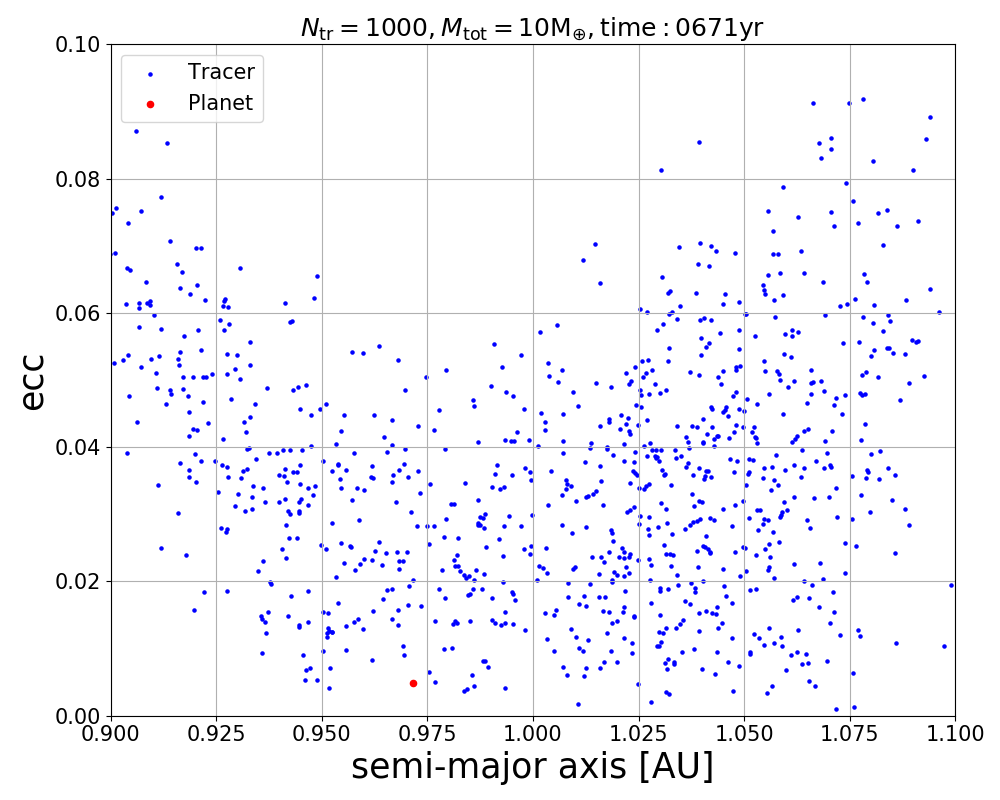 N_tr = 1000, M_tot = 10M_⊕, time : 0671yr
0.10
Tracer
Planet
0.08
0.06
0.04
0.02
0.00
ecc
0.900 0.925 0.950 0.975 1.000 1.025 1.050 1.075 1.100
semi-major axis [AU]